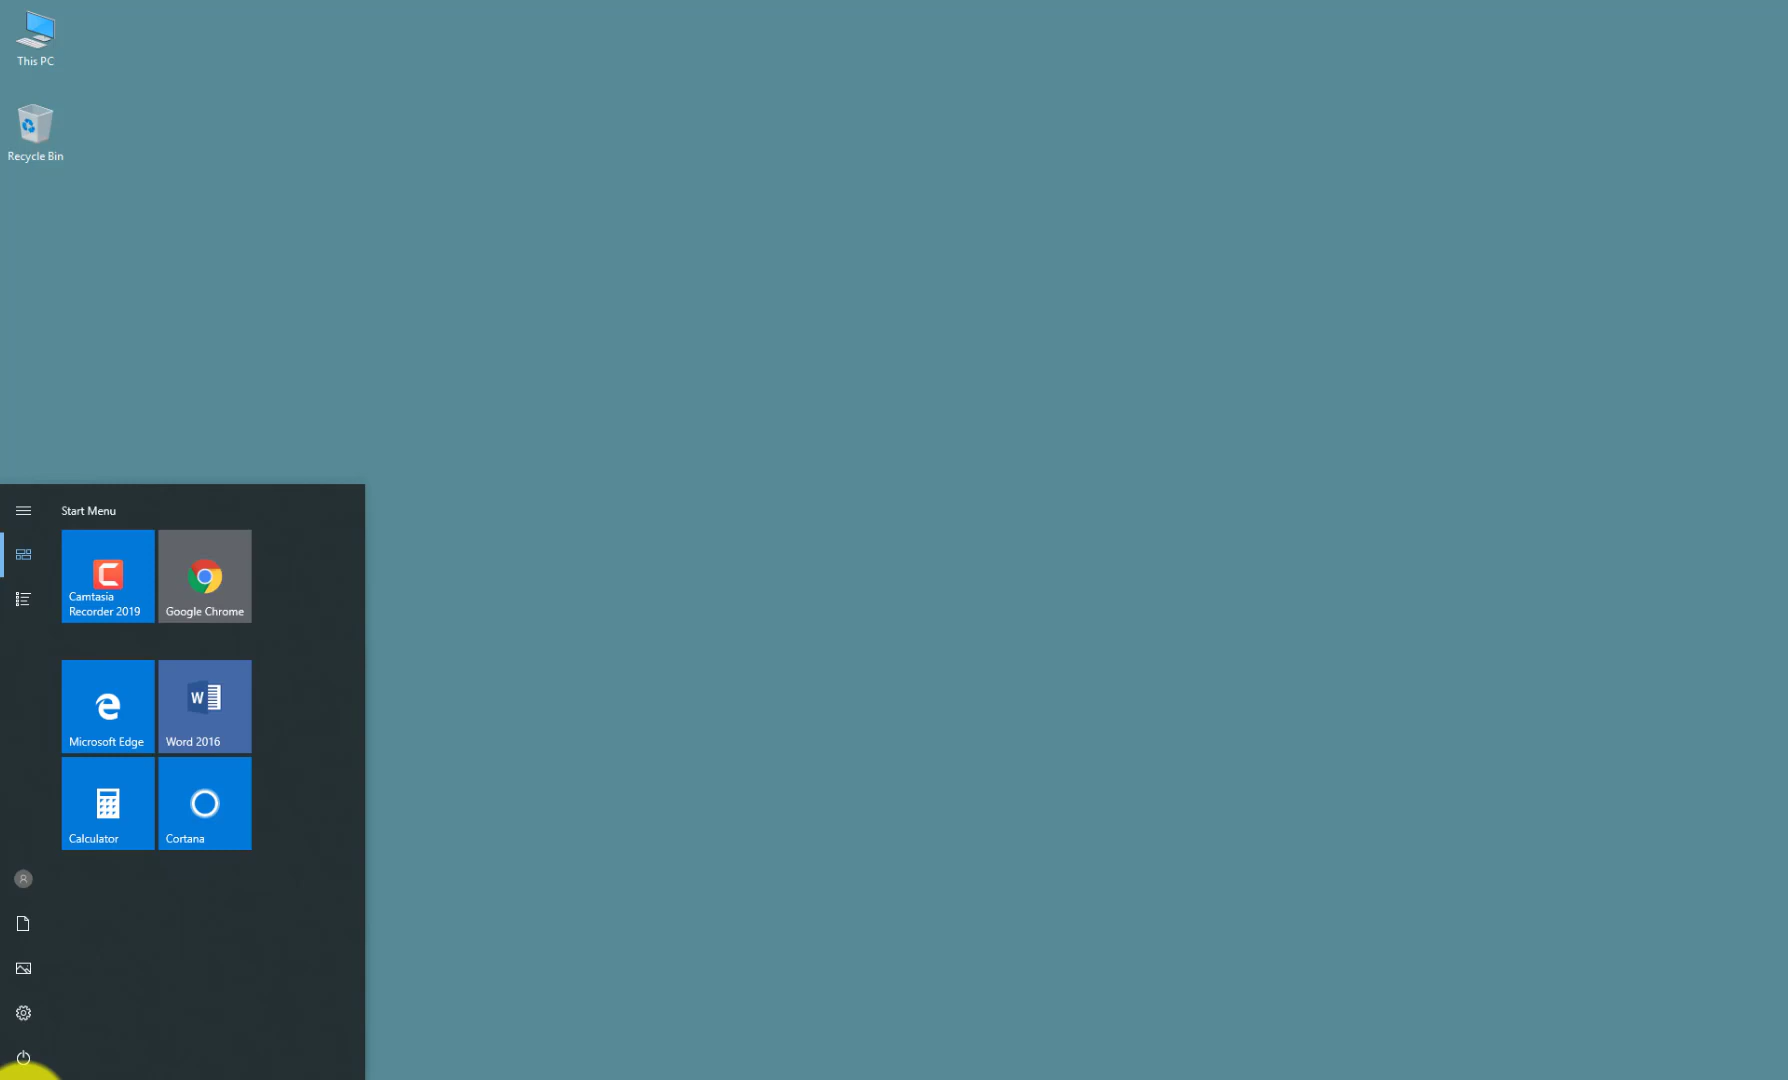 This PC
Recycle Bin
Start Menu
Camtasia
Recorder 2019
Google Chrome
Microsoft Edge
Word 2016
Calculator
Cortana